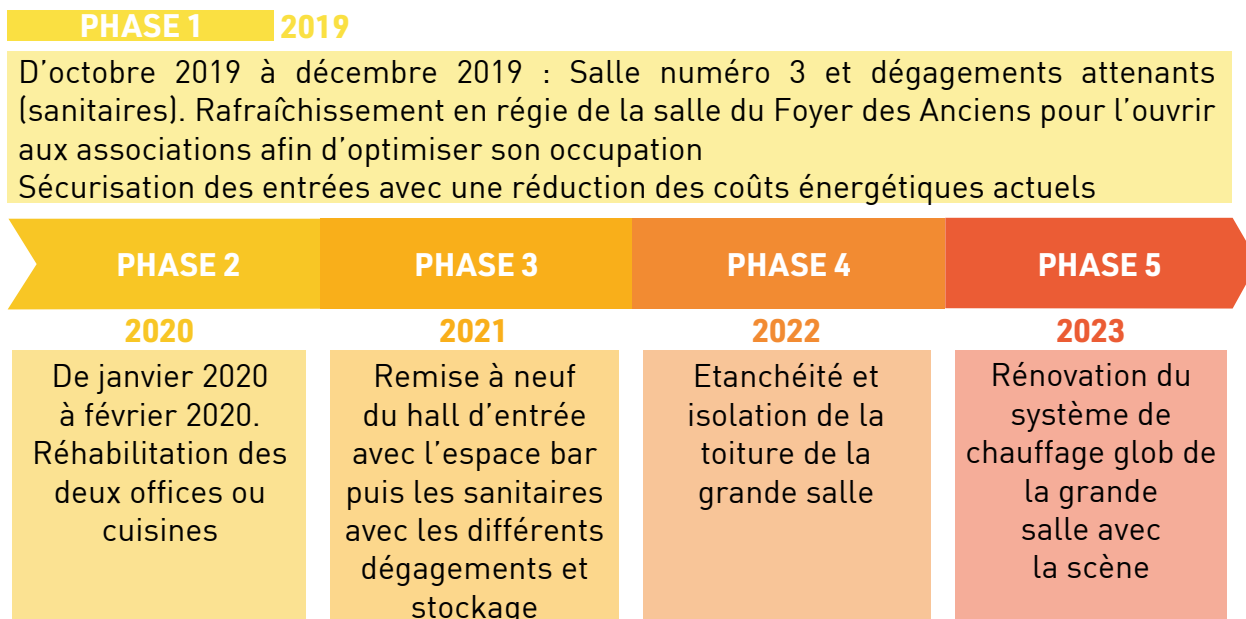 PHASE 1 2019
D’octobre 2019 à décembre 2019 : Salle numéro 3 et dégagements attenants
(sanitaires). Rafraîchissement en régie de la salle du Foyer des Anciens pour l’ouvrir
aux associations afin d’optimiser son occupation
Sécurisation des entrées avec une réduction des coûts énergétiques actuels
PHASE 2
PHASE 3
PHASE 4
PHASE 5
2020
De janvier 2020
à février 2020.
Réhabilitation des
deux offices ou
cuisines
2021
Remise à neuf
du hall d’entrée
avec l’espace bar
puis les sanitaires
avec les différents
dégagements et
stockage
2022
Etanchéité et
isolation de la
toiture de la
grande salle
2023
Rénovation du
système de
chauffage glob de
la grande
salle avec
la scène